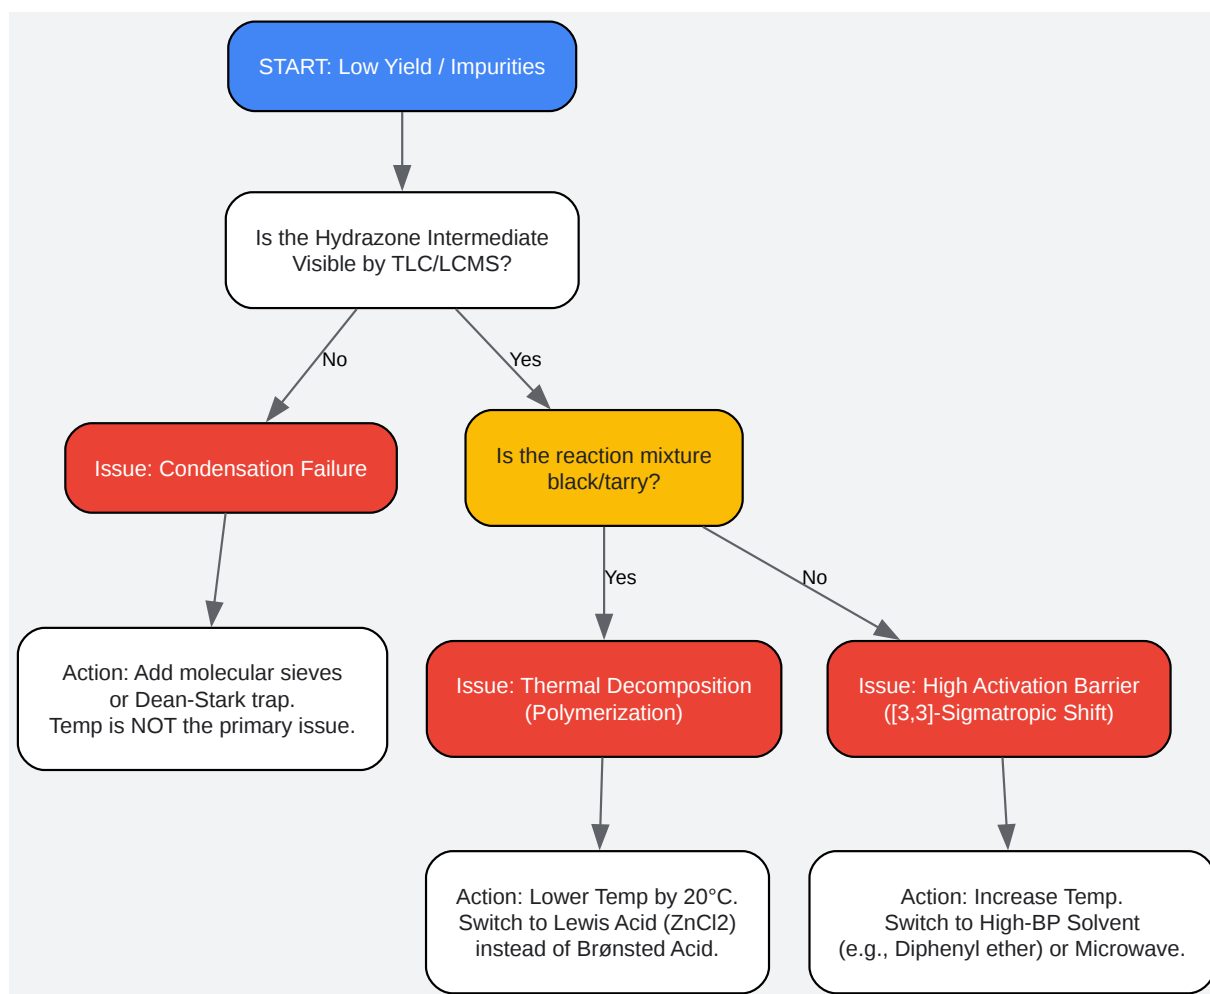 START: Low Yield / Impurities
Is the Hydrazone Intermediate
Visible by TLC/LCMS?
No
Yes
Issue: Condensation Failure
Is the reaction mixture
black/tarry?
Yes
No
Action: Add molecular sieves
or Dean-Stark trap.
Temp is NOT the primary issue.
Issue: Thermal Decomposition
(Polymerization)
Issue: High Activation Barrier
([3,3]-Sigmatropic Shift)
Action: Lower Temp by 20°C.
Switch to Lewis Acid (ZnCl2)
instead of Brønsted Acid.
Action: Increase Temp.
Switch to High-BP Solvent
(e.g., Diphenyl ether) or Microwave.